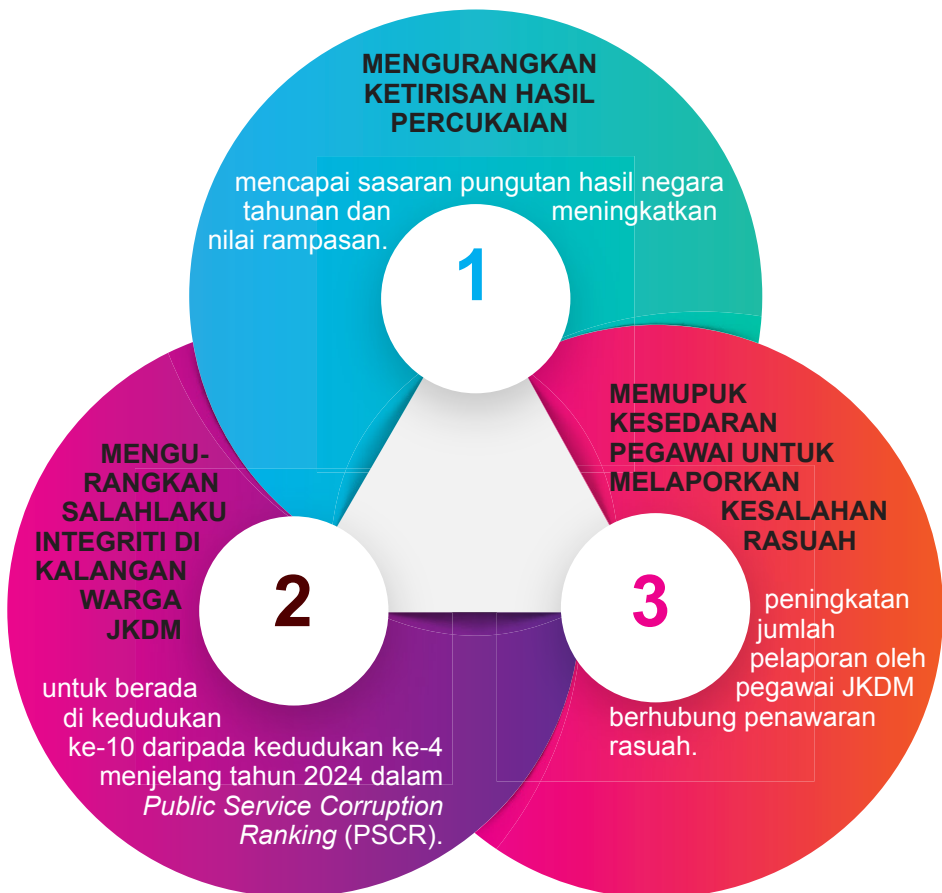 MENGURANGKAN
KETIRISAN HASIL
PERCUKAIAN
mencapai sasaran pungutan hasil negara
tahunan dan meningkatkan
nilai rampasan.
1
MENGU-
RANGKAN
SALAHLAKU
INTEGRITI DI
KALANGAN
WARGA
JKDM
2
untuk berada
di kedudukan
ke-10 daripada kedudukan ke-4
menjelang tahun 2024 dalam
Public Service Corruption
Ranking (PSCR).
MEMUPUK
KESEDARAN
PEGAWAI UNTUK
MELAPORKAN
KESALAHAN
RASUAH
3
peningkatan
jumlah
pelaporan oleh
pegawai JKDM
berhubung penawaran
rasuah.